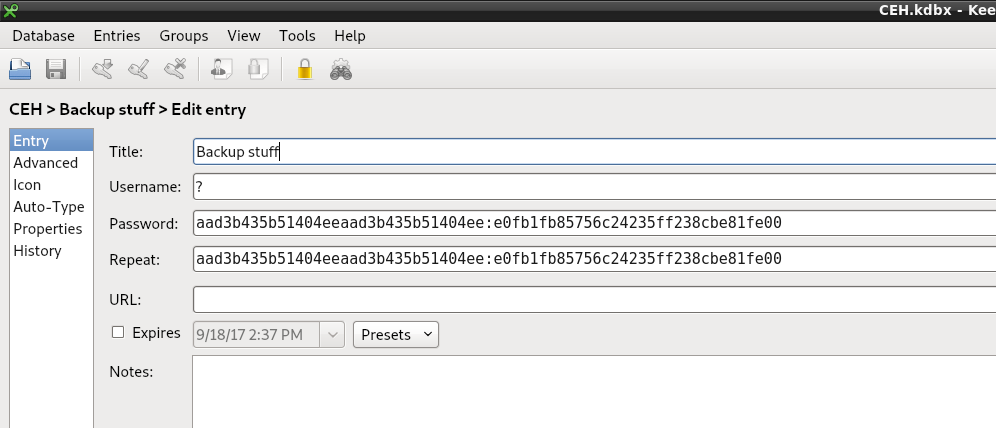 CEH.kdbx - Kee
Database Entries Groups View Tools Help
CEH > Backup stuff > Edit entry
Entry
Advanced
Icon
Auto-Type
Properties
History
Title: Backup stuff
Username: ?
Password: aad3b435b51404eeaad3b435b51404ee:e0fb1fb85756c24235ff238cbe81fe00
Repeat: aad3b435b51404eeaad3b435b51404ee:e0fb1fb85756c24235ff238cbe81fe00
URL:
Expires 9/18/17 2:37 PM Presets
Notes: